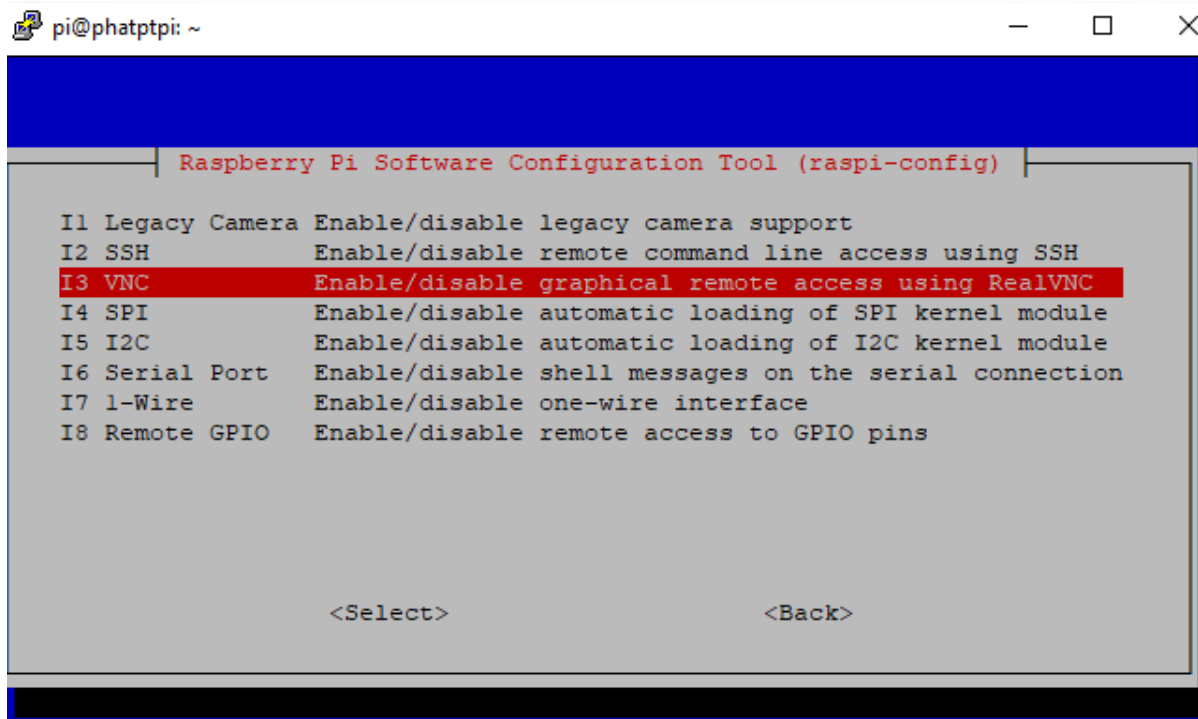 pi@phatptpi: ~
Raspberry Pi Software Configuration Tool (raspi-config)
I1 Legacy Camera Enable/disable legacy camera support
I2 SSH Enable/disable remote command line access using SSH
I3 VNC Enable/disable graphical remote access using RealVNC
I4 SPI Enable/disable automatic loading of SPI kernel module
I5 I2C Enable/disable automatic loading of I2C kernel module
I6 Serial Port Enable/disable shell messages on the serial connection
I7 1-Wire Enable/disable one-wire interface
I8 Remote GPIO Enable/disable remote access to GPIO pins
<Select> <Back>